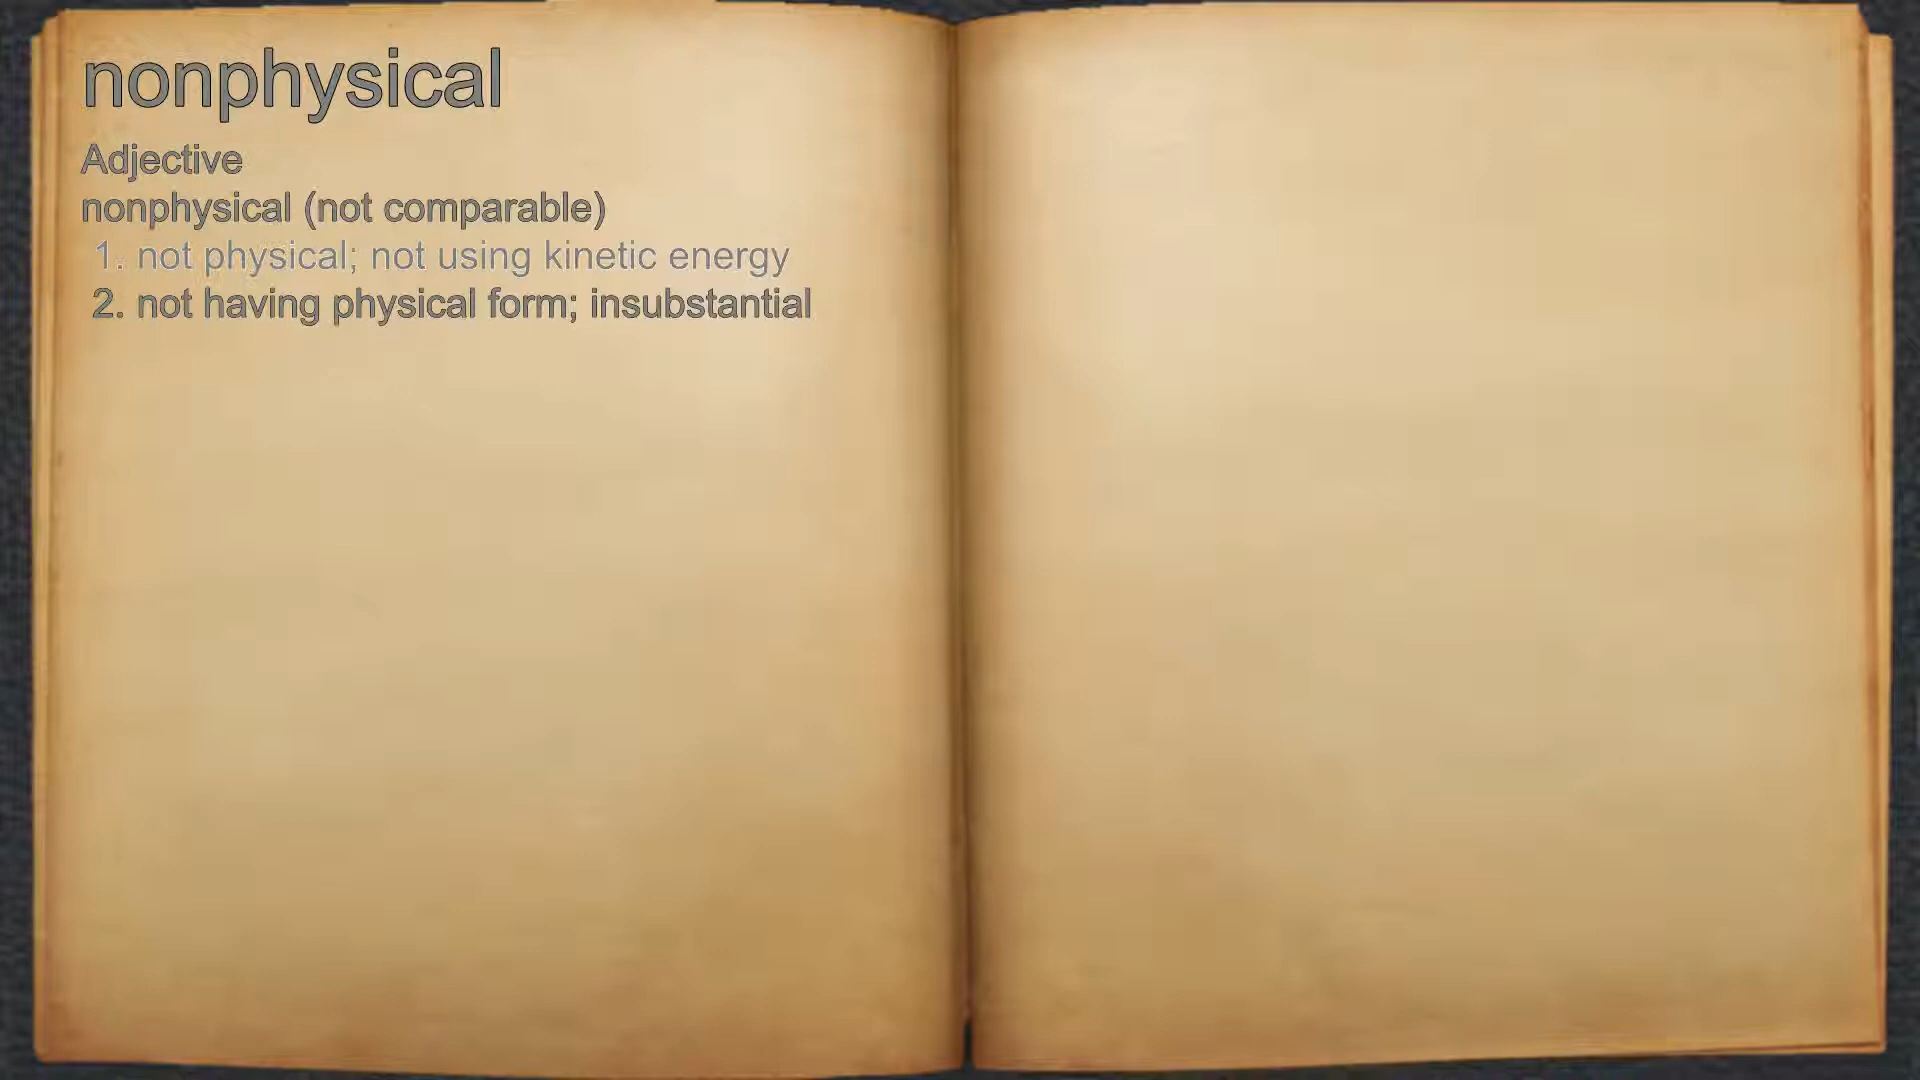 nonphysical
Adjective
nonphysical (not comparable)
1. not physical; not using kinetic energy
2. not having physical form; insubstantial